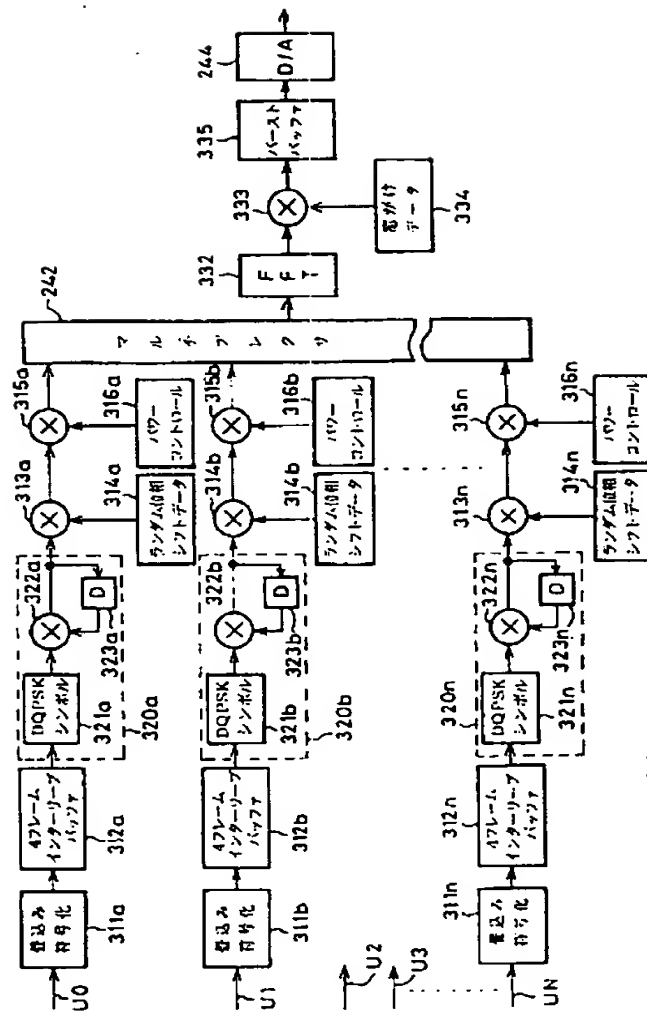 U0
畳込み
符号化
311a
4フレーム
インターリーブ
バッファ
312a
DQPSK
シンボル
321a
322a
D
323a
320a
313a
ランダム位相
シフトデータ
314a
315a
パワー
コントロール
316a
U1
畳込み
符号化
311b
4フレーム
インターリーブ
バッファ
312b
DQPSK
シンボル
321b
322b
D
323b
320b
314b
ランダム位相
シフトデータ
314b
315b
パワー
コントロール
316b
U2
U3
UN
畳込み
符号化
311n
4フレーム
インターリーブ
バッファ
312n
DQPSK
シンボル
321n
322n
D
323n
320n
313n
ランダム位相
シフトデータ
314n
315n
パワー
コントロール
316n
242
マルチプレクサ
332
FFT
333
窓がけ
データ
334
335
バースト
バッファ
244
D/A